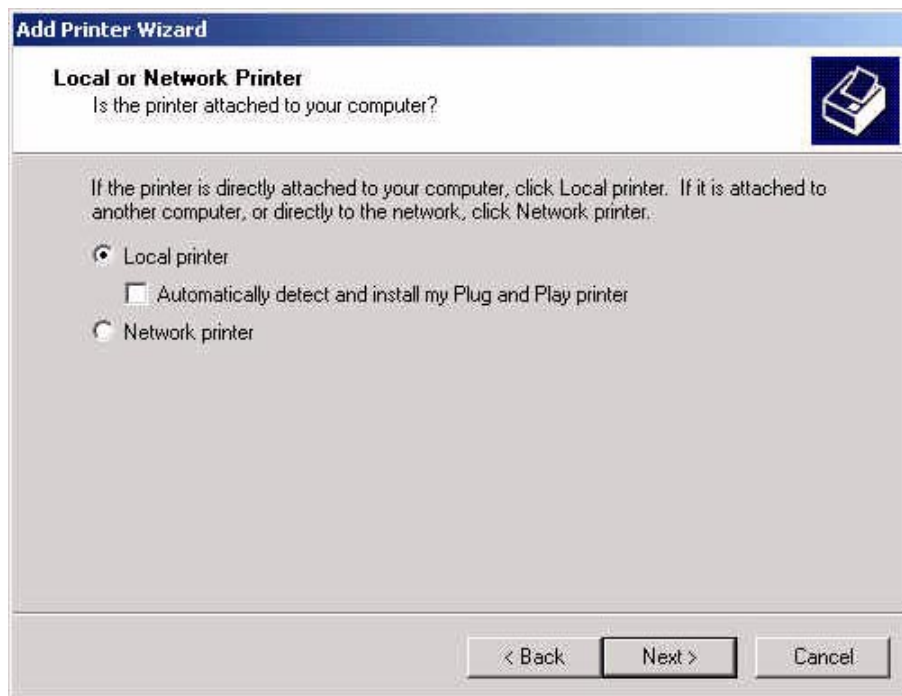 Add Printer Wizard
Local or Network Printer
Is the printer attached to your computer?
If the printer is directly attached to your computer, click Local printer. If it is attached to
another computer, or directly to the network, click Network printer.
Local printer
Automatically detect and install my Plug and Play printer
Network printer
< Back
Next >
Cancel